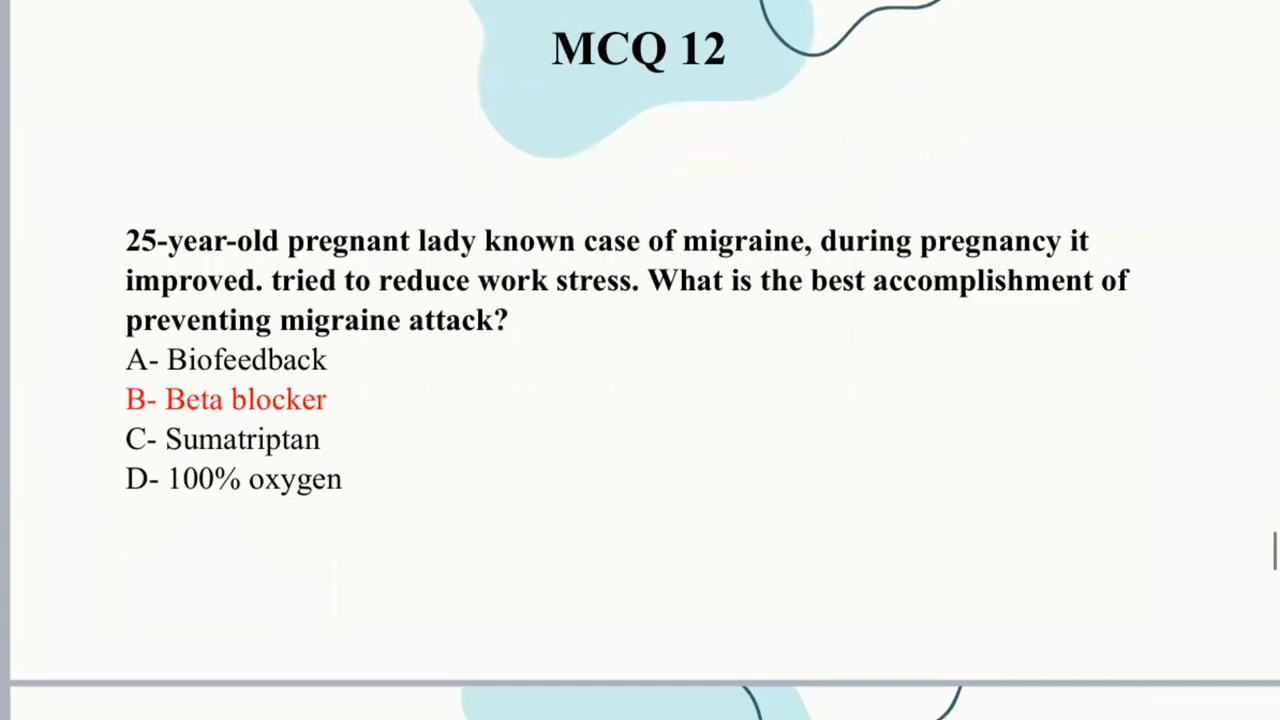 MCQ 12
25-year-old pregnant lady known case of migraine, during pregnancy it
improved. tried to reduce work stress. What is the best accomplishment of
preventing migraine attack?
A- Biofeedback
B- Beta blocker
C- Sumatriptan
D- 100% oxygen